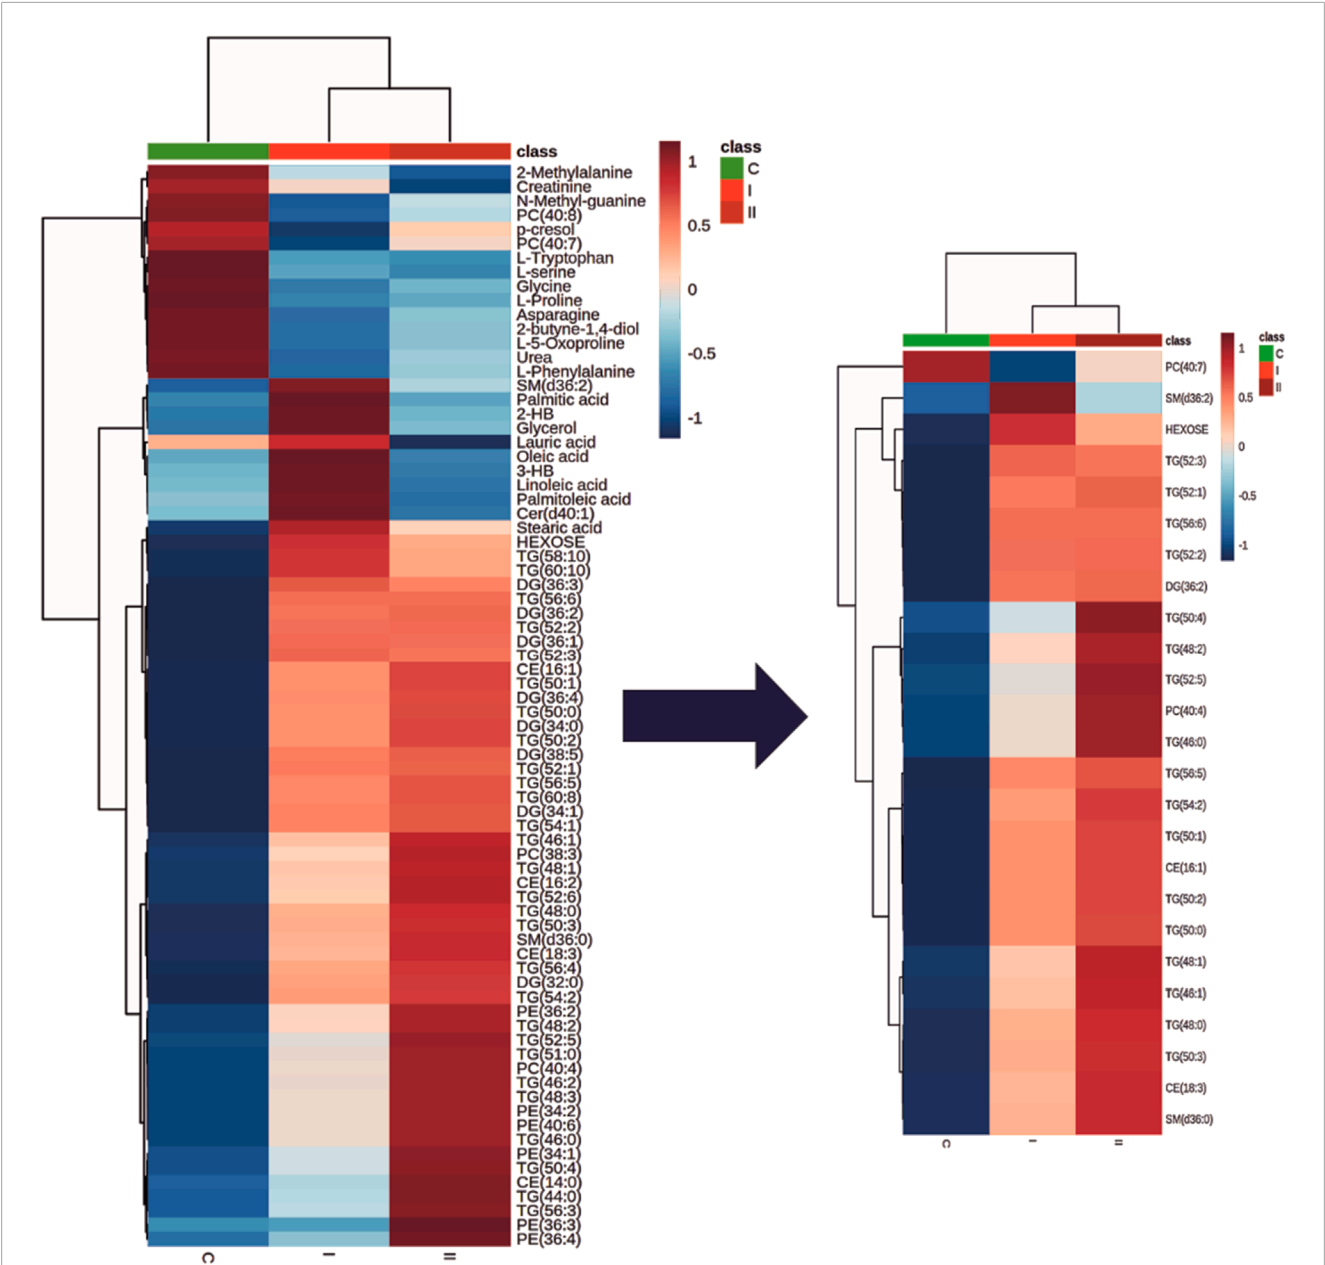 class
2-Methylalanine
Creatinine
N-Methyl-guanine
PC(40:8)
p-cresol
PC(40:7)
L-Tryptophan
L-serine
Glycine
L-Proline
Asparagine
2-butyne-1,4-diol
L-5-Oxoproline
Urea
L-Phenylalanine
SM(d36:2)
Palmitic acid
2-HB
Glycerol
Lauric acid
Oleic acid
3-HB
Linoleic acid
Palmitoleic acid
Cer(d40:1)
Stearic acid
HEXOSE
TG(58:10)
TG(60:10)
DG(36:3)
TG(56:6)
DG(36:2)
TG(52:2)
DG(36:1)
TG(52:3)
CE(16:1)
TG(50:1)
DG(36:4)
TG(50:0)
DG(34:0)
TG(50:2)
DG(38:5)
TG(52:1)
TG(56:5)
TG(60:8)
DG(34:1)
TG(54:1)
TG(46:1)
PC(38:3)
TG(48:1)
CE(16:2)
TG(52:6)
TG(48:0)
TG(50:3)
SM(d36:0)
CE(18:3)
TG(56:4)
DG(32:0)
TG(54:2)
PE(36:2)
TG(48:2)
TG(52:5)
TG(51:0)
PC(40:4)
TG(46:2)
TG(48:3)
PE(34:2)
PE(40:6)
TG(46:0)
PE(34:1)
TG(50:4)
CE(14:0)
TG(44:0)
TG(56:3)
PE(36:3)
PE(36:4)
C
I
II
1
0.5
0
-0.5
-1
class
C
I
II
class
PC(40:7)
SM(d36:2)
HEXOSE
TG(52:3)
TG(52:1)
TG(56:6)
TG(52:2)
DG(36:2)
TG(50:4)
TG(48:2)
TG(52:5)
PC(40:4)
TG(46:0)
TG(56:5)
TG(54:2)
TG(50:1)
CE(16:1)
TG(50:2)
TG(50:0)
TG(48:1)
TG(46:1)
TG(48:0)
TG(50:3)
CE(18:3)
SM(d36:0)
C
I
II
1
0.5
0
-0.5
-1
class
C
I
II